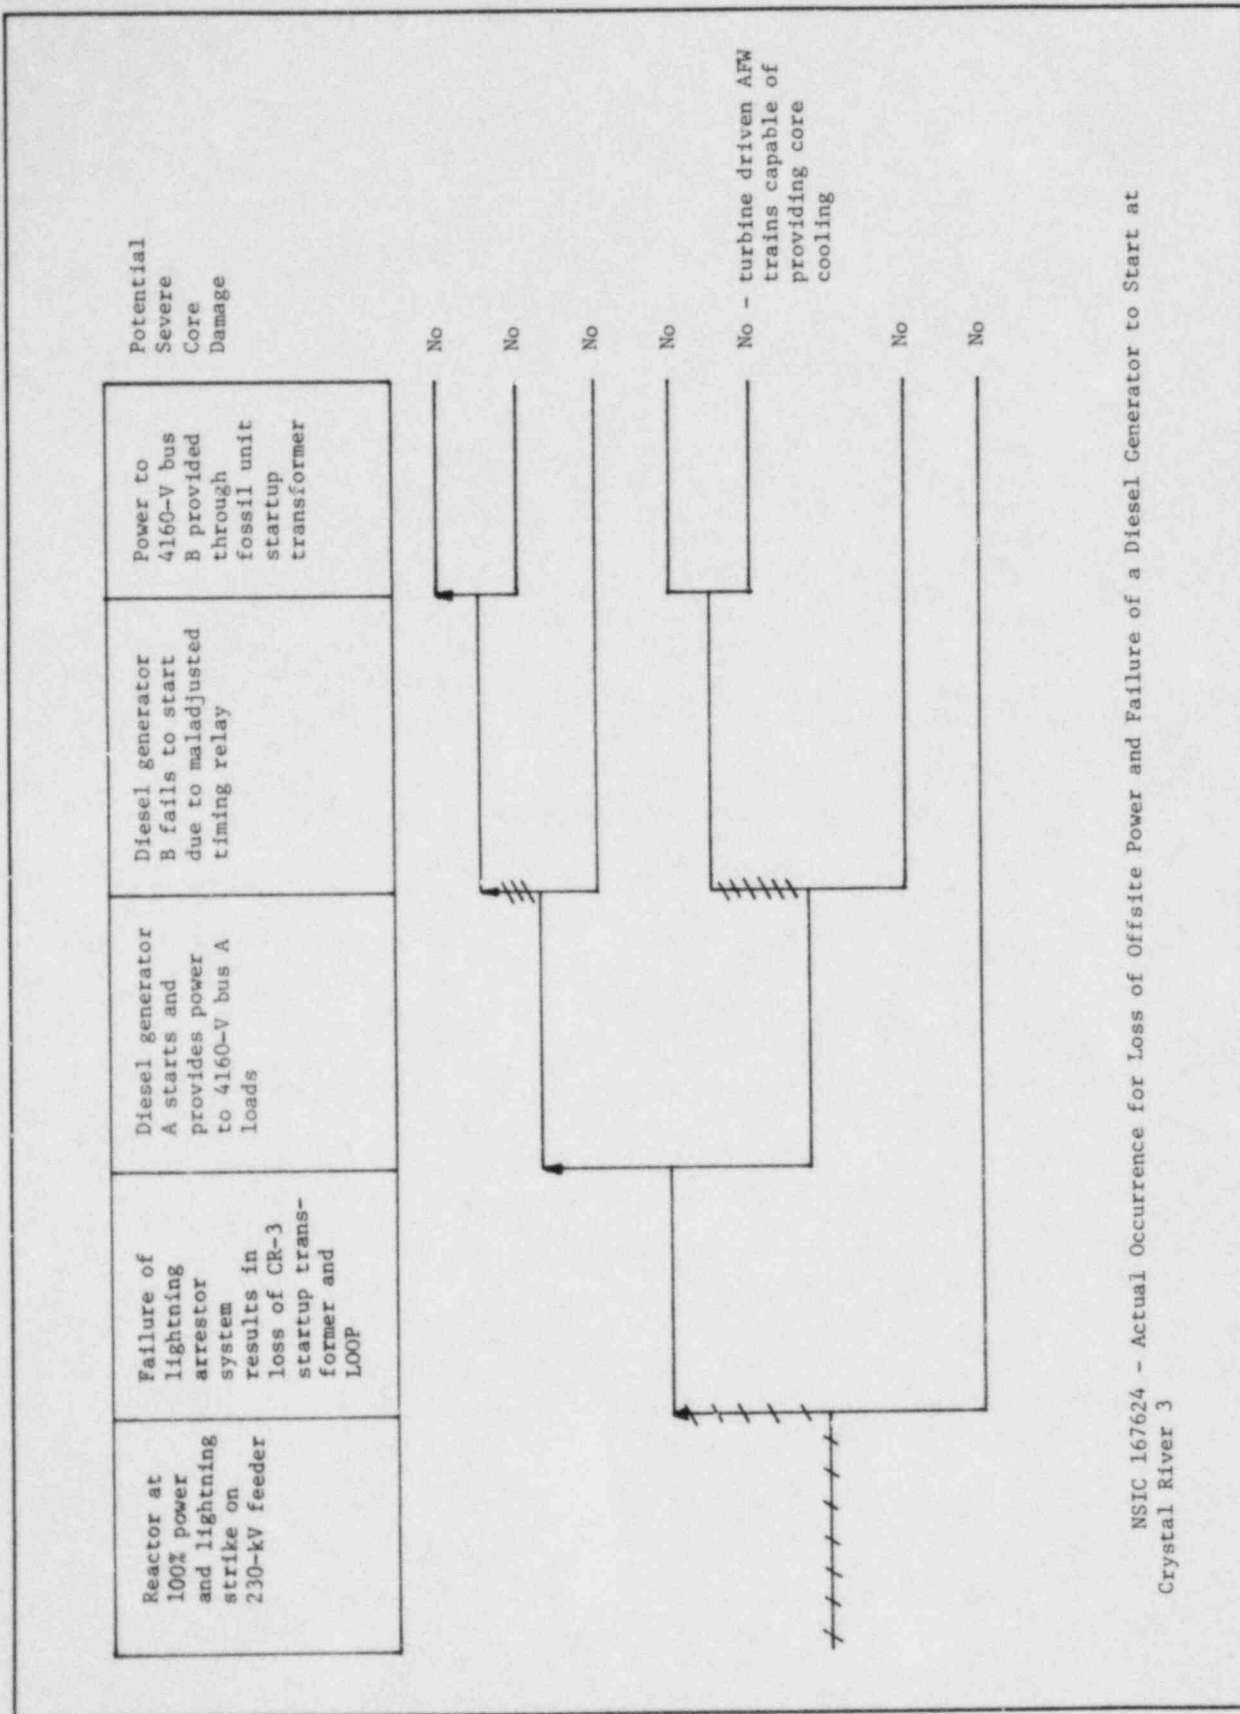 Reactor at
100% power
and lightning
strike on
230-kV feeder
Failure of
lightning
arrestor
system
results in
loss of CR-3
startup trans-
former and
LOOP
Diesel generator
A starts and
provides power
to 4160-V bus A
loads
Diesel generator
B fails to start
due to maladjusted
timing relay
Power to
4160-V bus
B provided
through
fossil unit
startup
transformer
Potential
Severe
Core
Damage
No
No
No
No
No - turbine driven AFW
trains capable of
providing core
cooling
No
No
NSIC 167624 - Actual Occurrence for Loss of Offsite Power and Failure of a Diesel Generator to Start at
Crystal River 3